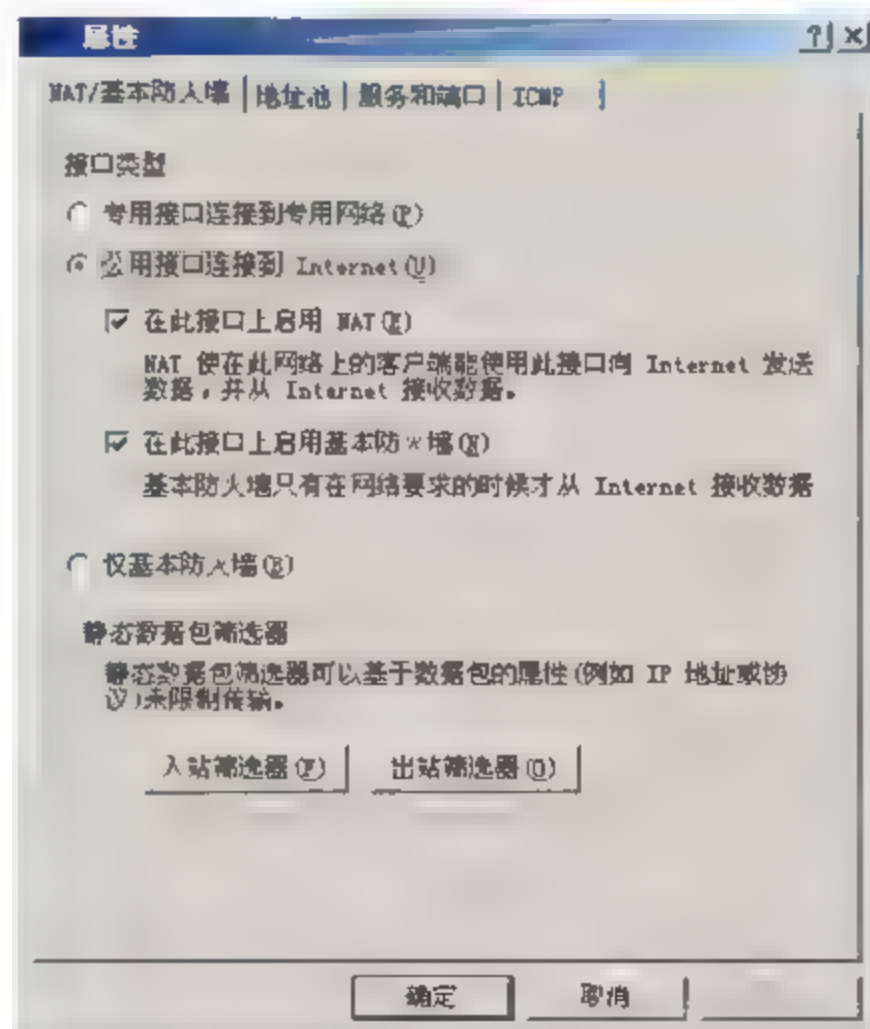 属性
NAT/基本防火墙 地址池 服务和端口 ICMP
接口类型
专用接口连接到专用网络(P)
公用接口连接到 Internet(U)
在此接口上启用 NAT(E)
NAT 使在此网络上的客户端能使用此接口向 Internet 发送
数据，并从 Internet 接收数据。
在此接口上启用基本防火墙(N)
基本防火墙只有在网络要求的时候才从 Internet 接收数据
仅基本防火墙(B)
静态数据包筛选器
静态数据包筛选器可以基于数据包的属性(例如 IP 地址或协
议)来限制传输。
入站筛选器(F) 出站筛选器(O)
确定 取消